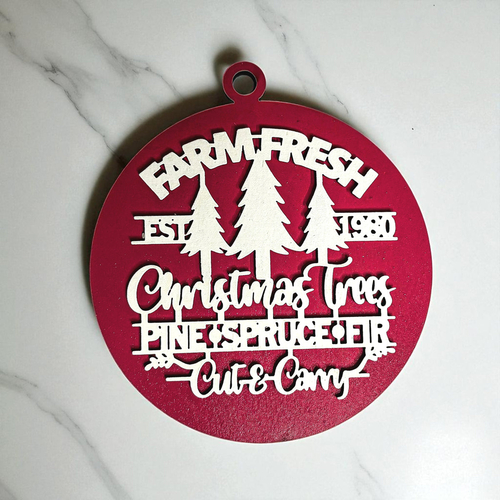 FARM FRESH
EST 1980
Christmas Trees
PINE • SPRUCE • FIR
Cut & Carry